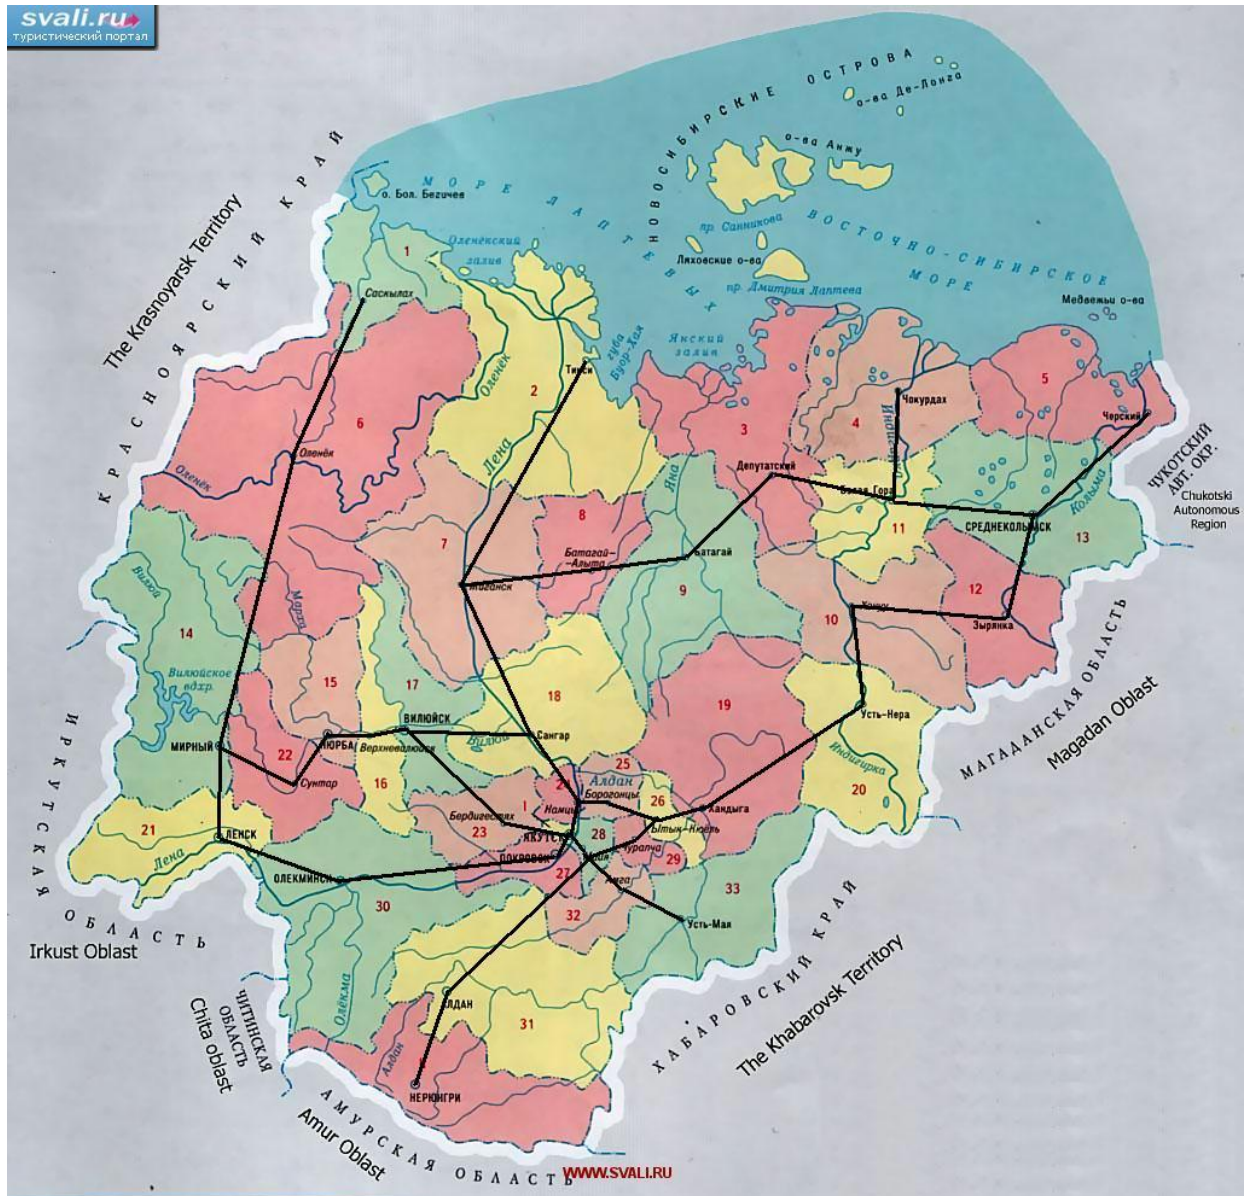 svali.ru
туристический портал
НОВОСИБИРСКИЕ ОСТРОВА
о-ва Де-Лонга
о-ва Анжу
о. Бол. Бегичев
МОРЕ ЛАПТЕВЫХ
пр. Санникова
ВОСТОЧНО-СИБИРСКОЕ
МОРЕ
Ляховские о-ва
пр. Дмитрия Лаптева
Медвежьи о-ва
Оленёкский
залив
Янский
залив
губа
Буор-Хая
КРАСНОЯРСКИЙ КРАЙ
The Krasnoyarsk Territory
1
Саскылах
2
Тикси
Оленёк
Лена
3
4
5
Чокурдах
Черский
6
Оленёк
Оленёк
Депутатский
Яна
Белая Гора
11
СРЕДНЕКОЛЫМСК
Колыма
13
ЧУКОТСКИЙ
АВТ. ОКР.
Chukotski
Autonomous
Region
7
8
Батагай-
-Алыта
Батагай
Жиганск
9
10
12
Зырянка
Вилюй
14
Марха
Вилюйское
вдхр.
15
17
18
19
Усть-Нера
Индигирка
20
МАГАДАНСКАЯ ОБЛАСТЬ
Magadan Oblast
МИРНЫЙ
22
Сунтар
НЮРБА
ВИЛЮЙСК
Верхневилюйск
Вилюй
Сангар
16
25
Алдан
Борогонцы
24
Намцы
26
Ытык-Кюёль
Хандыга
21
Лена
ЛЕНСК
Бердигестях
23
ЯКУТСК
28
ПОКРОВСК
Майя
Чурапча
29
27
ОЛЕКМИНСК
30
Амга
32
33
Усть-Мая
ИРКУТСКАЯ ОБЛАСТЬ
Irkust Oblast
Олёкма
АЛДАН
31
Алдан
НЕРЮНГРИ
ЧИТИНСКАЯ
ОБЛАСТЬ
Chita oblast
АМУРСКАЯ ОБЛАСТЬ
Amur Oblast
ХАБАРОВСКИЙ КРАЙ
The Khabarovsk Territory
WWW.SVALI.RU